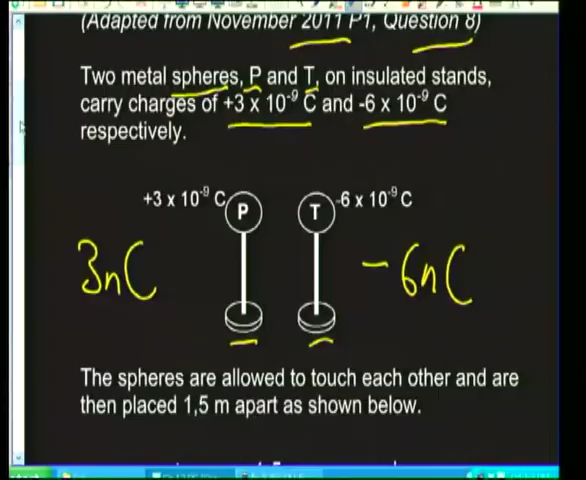 (Adapted from November 2011 P1, Question 8)
Two metal spheres, P and T, on insulated stands,
carry charges of +3 x 10⁻⁹ C and -6 x 10⁻⁹ C
respectively.
+3 x 10⁻⁹ C P T -6 x 10⁻⁹ C
3nC -6nC
The spheres are allowed to touch each other and are
then placed 1,5 m apart as shown below.